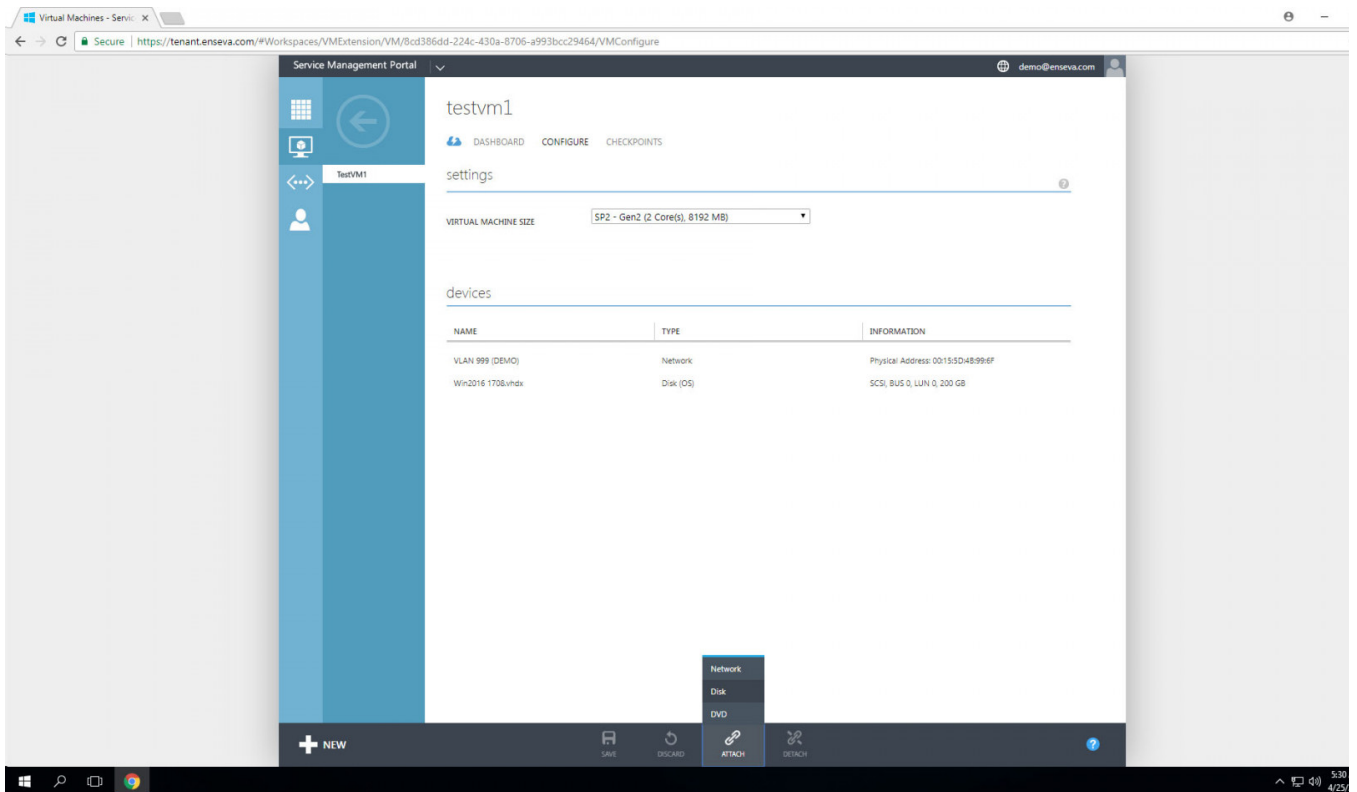 Virtual Machines - Servic
Secure | https://tenant.enseva.com/#Workspaces/VMExtension/VM/8cd386dd-224c-430a-8706-a993bcc29464/VMConfigure
Service Management Portal
demo@enseva.com
testvm1
DASHBOARD CONFIGURE CHECKPOINTS
TestVM1
settings
VIRTUAL MACHINE SIZE SP2 - Gen2 (2 Core(s), 8192 MB)
devices
NAME TYPE INFORMATION
VLAN 999 (DEMO) Network Physical Address: 00:15:5D:4B:99:6F
Win2016 1708.vhdx Disk (OS) SCSI, BUS 0, LUN 0, 200 GB
Network
Disk
DVD
NEW SAVE DISCARD ATTACH DETACH
5:30
4/25/